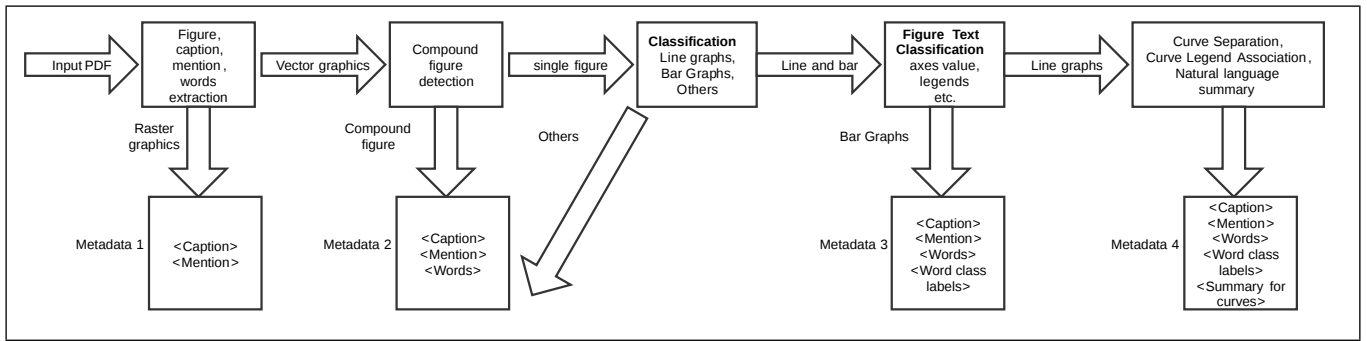 Input PDF
Figure,
caption,
mention,
words
extraction
Vector graphics
Compound
figure
detection
single figure
Classification
Line graphs,
Bar Graphs,
Others
Line and bar
Figure Text
Classification
axes value,
legends
etc.
Line graphs
Curve Separation,
Curve Legend Association,
Natural language
summary
Raster
graphics
Compound
figure
Others
Bar Graphs
Metadata 1
<Caption>
<Mention>
Metadata 2
<Caption>
<Mention>
<Words>
Metadata 3
<Caption>
<Mention>
<Words>
<Word class
labels>
Metadata 4
<Caption>
<Mention>
<Words>
<Word class
labels>
<Summary for
curves>